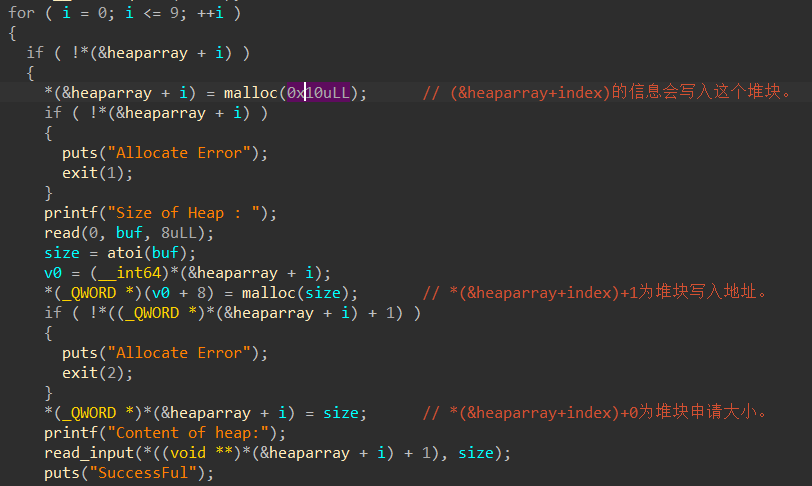 for ( i = 0; i <= 9; ++i )
{
if ( !*(&heaparray + i) )
{
*(&heaparray + i) = malloc(0x10uLL); // (&heaparray+index)的信息会写入这个堆块。
if ( !*(&heaparray + i) )
{
puts("Allocate Error");
exit(1);
}
printf("Size of Heap : ");
read(0, buf, 8uLL);
size = atoi(buf);
v0 = (__int64)*(&heaparray + i);
*(_QWORD *)(v0 + 8) = malloc(size); // *(&heaparray+index)+1为堆块写入地址。
if ( !*((_QWORD *)*(&heaparray + i) + 1) )
{
puts("Allocate Error");
exit(2);
}
*(_QWORD *)*(&heaparray + i) = size; // *(&heaparray+index)+0为堆块申请大小。
printf("Content of heap:");
read_input(*((void **)*(&heaparray + i) + 1), size);
puts("SuccessFul");